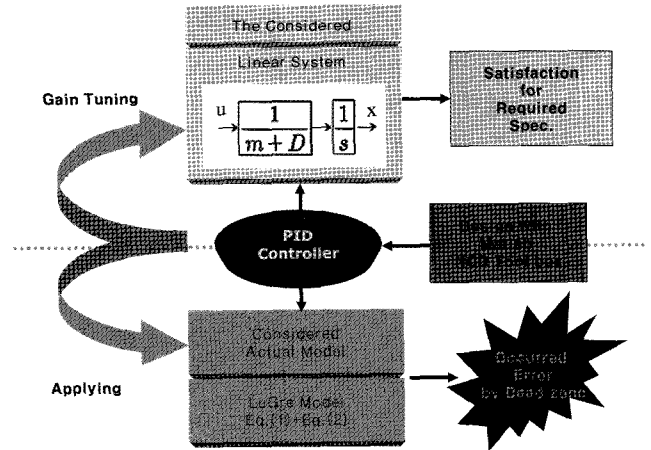 The Considered
Linear System
Gain Tuning
u
1
m + D
1
s
x
Satisfaction
for
Required
Spec.
PID
Controller
Considered
Actual Model
Applying
LuGre Model
Eq.(1)+Eq.(2)
Occurred
Error
by Dead zone